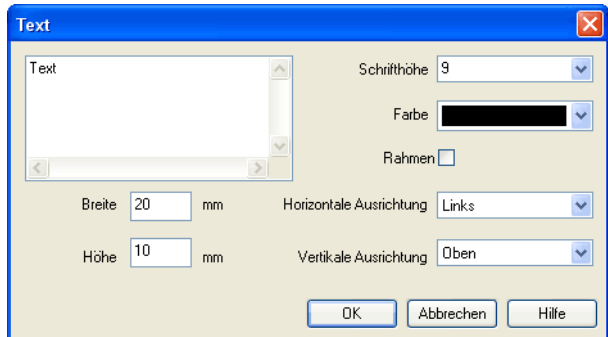 Text
Text
Schrifthöhe 9
Farbe
Rahmen
Breite 20 mm
Horizontale Ausrichtung Links
Höhe 10 mm
Vertikale Ausrichtung Oben
OK Abbrechen Hilfe